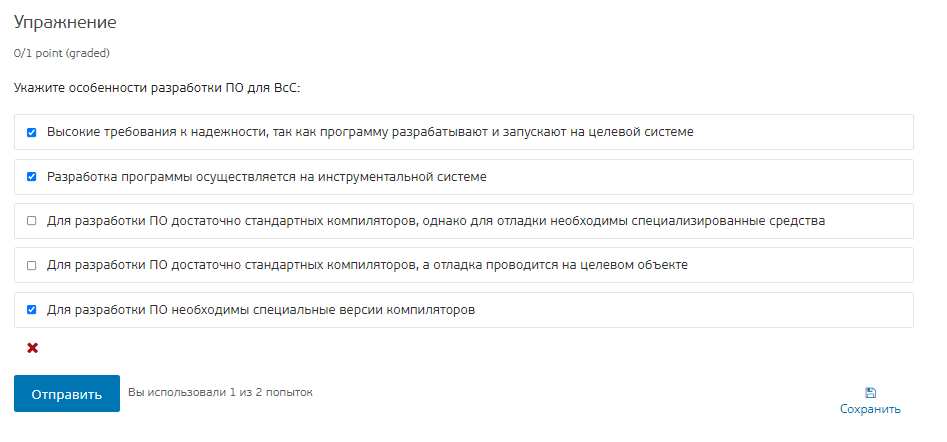 Упражнение
0/1 point (graded)
Укажите особенности разработки ПО для ВсС:
Высокие требования к надежности, так как программу разрабатывают и запускают на целевой системе
Разработка программы осуществляется на инструментальной системе
Для разработки ПО достаточно стандартных компиляторов, однако для отладки необходимы специализированные средства
Для разработки ПО достаточно стандартных компиляторов, а отладка проводится на целевом объекте
Для разработки ПО необходимы специальные версии компиляторов
Отправить
Вы использовали 1 из 2 попыток
Сохранить